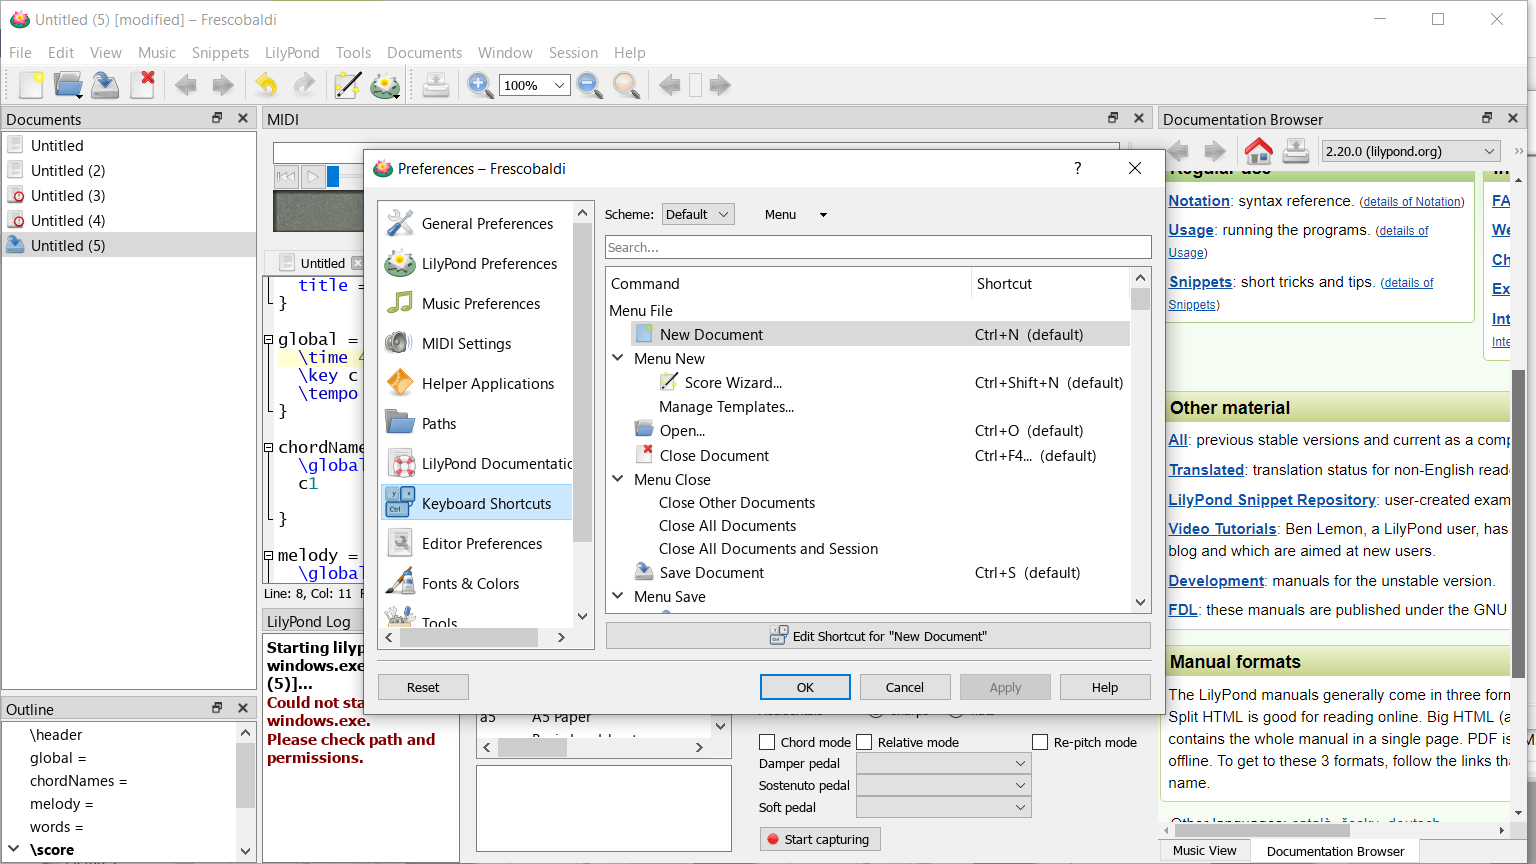 Untitled (5) [modified] – Frescobaldi
File Edit View Music Snippets LilyPond Tools Documents Window Session Help
100%
Documents
Untitled
Untitled (2)
Untitled (3)
Untitled (4)
Untitled (5)
Outline
\header
global =
chordNames =
melody =
words =
\score
MIDI
Untitled
title =
}
global =
\time 4
\key c
\tempo
}
chordName
\global
c1
}
melody =
\global
Line: 8, Col: 11
LilyPond Log
Starting lilyp
windows.exe
(5)]...
Could not sta
windows.exe.
Please check path and
permissions.
Preferences – Frescobaldi
?
General Preferences
LilyPond Preferences
Music Preferences
MIDI Settings
Helper Applications
Paths
LilyPond Documentatic
Keyboard Shortcuts
y x
Ctrl
Editor Preferences
Fonts & Colors
Tools
Scheme: Default Menu
Search...
Command Shortcut
Menu File
New Document Ctrl+N (default)
Menu New
Score Wizard... Ctrl+Shift+N (default)
Manage Templates...
Open... Ctrl+O (default)
Close Document Ctrl+F4... (default)
Menu Close
Close Other Documents
Close All Documents
Close All Documents and Session
Save Document Ctrl+S (default)
Menu Save
Edit Shortcut for "New Document"
Reset OK Cancel Apply Help
a5 A5 Paper
Chord mode Relative mode Re-pitch mode
Damper pedal
Sostenuto pedal
Soft pedal
Start capturing
Documentation Browser
2.20.0 (lilypond.org)
Regular use
Notation: syntax reference. (details of Notation)
Usage: running the programs. (details of
Usage)
Snippets: short tricks and tips. (details of
Snippets)
In
FA
We
Ch
Ex
Int
Inte
Other material
All: previous stable versions and current as a comp
Translated: translation status for non-English read
LilyPond Snippet Repository: user-created exam
Video Tutorials: Ben Lemon, a LilyPond user, has
blog and which are aimed at new users.
Development: manuals for the unstable version.
FDL: these manuals are published under the GNU
Manual formats
The LilyPond manuals generally come in three form
Split HTML is good for reading online. Big HTML (a
contains the whole manual in a single page. PDF is
offline. To get to these 3 formats, follow the links tha
name.
Other languages: català, česky, deutsch
Music View Documentation Browser